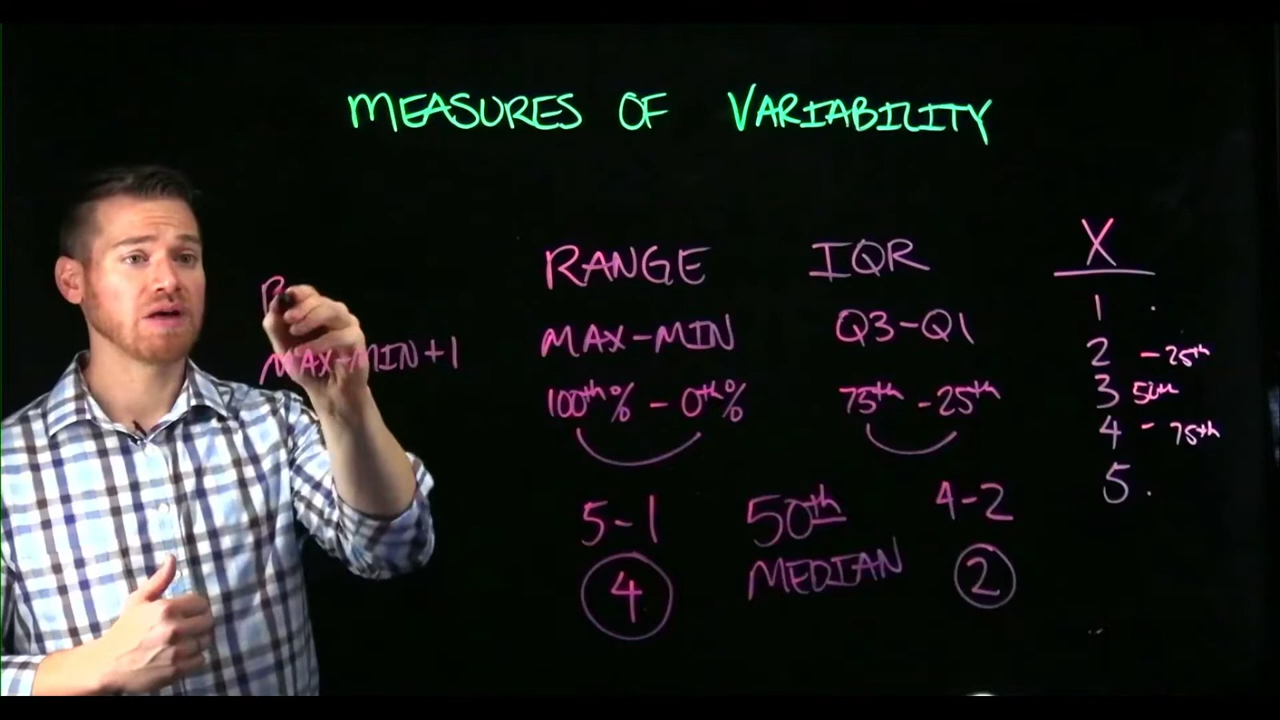 MEASURES OF VARIABILITY
R
MAX-MIN+1
RANGE
MAX-MIN
100th% - 0th%
5-1
4
50th
MEDIAN
IQR
Q3-Q1
75th - 25th
4-2
2
X
1 .
2 - 25th
3 50th
4 - 75th
5 .